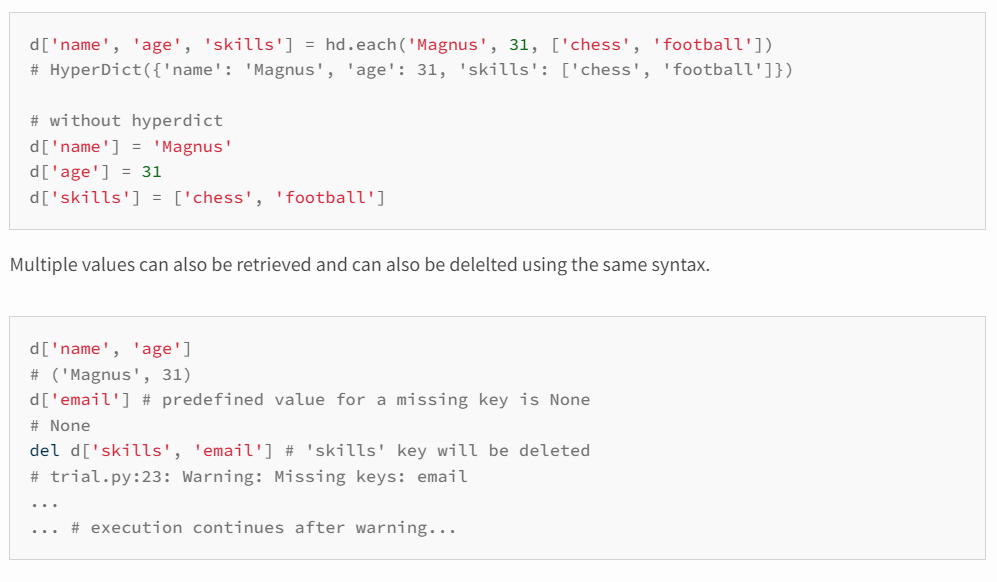 d['name', 'age', 'skills'] = hd.each('Magnus', 31, ['chess', 'football'])
# HyperDict({'name': 'Magnus', 'age': 31, 'skills': ['chess', 'football']})
# without hyperdict
d['name'] = 'Magnus'
d['age'] = 31
d['skills'] = ['chess', 'football']
Multiple values can also be retrieved and can also be delelted using the same syntax.
d['name', 'age']
# ('Magnus', 31)
d['email'] # predefined value for a missing key is None
# None
del d['skills', 'email'] # 'skills' key will be deleted
# trial.py:23: Warning: Missing keys: email
...
... # execution continues after warning...